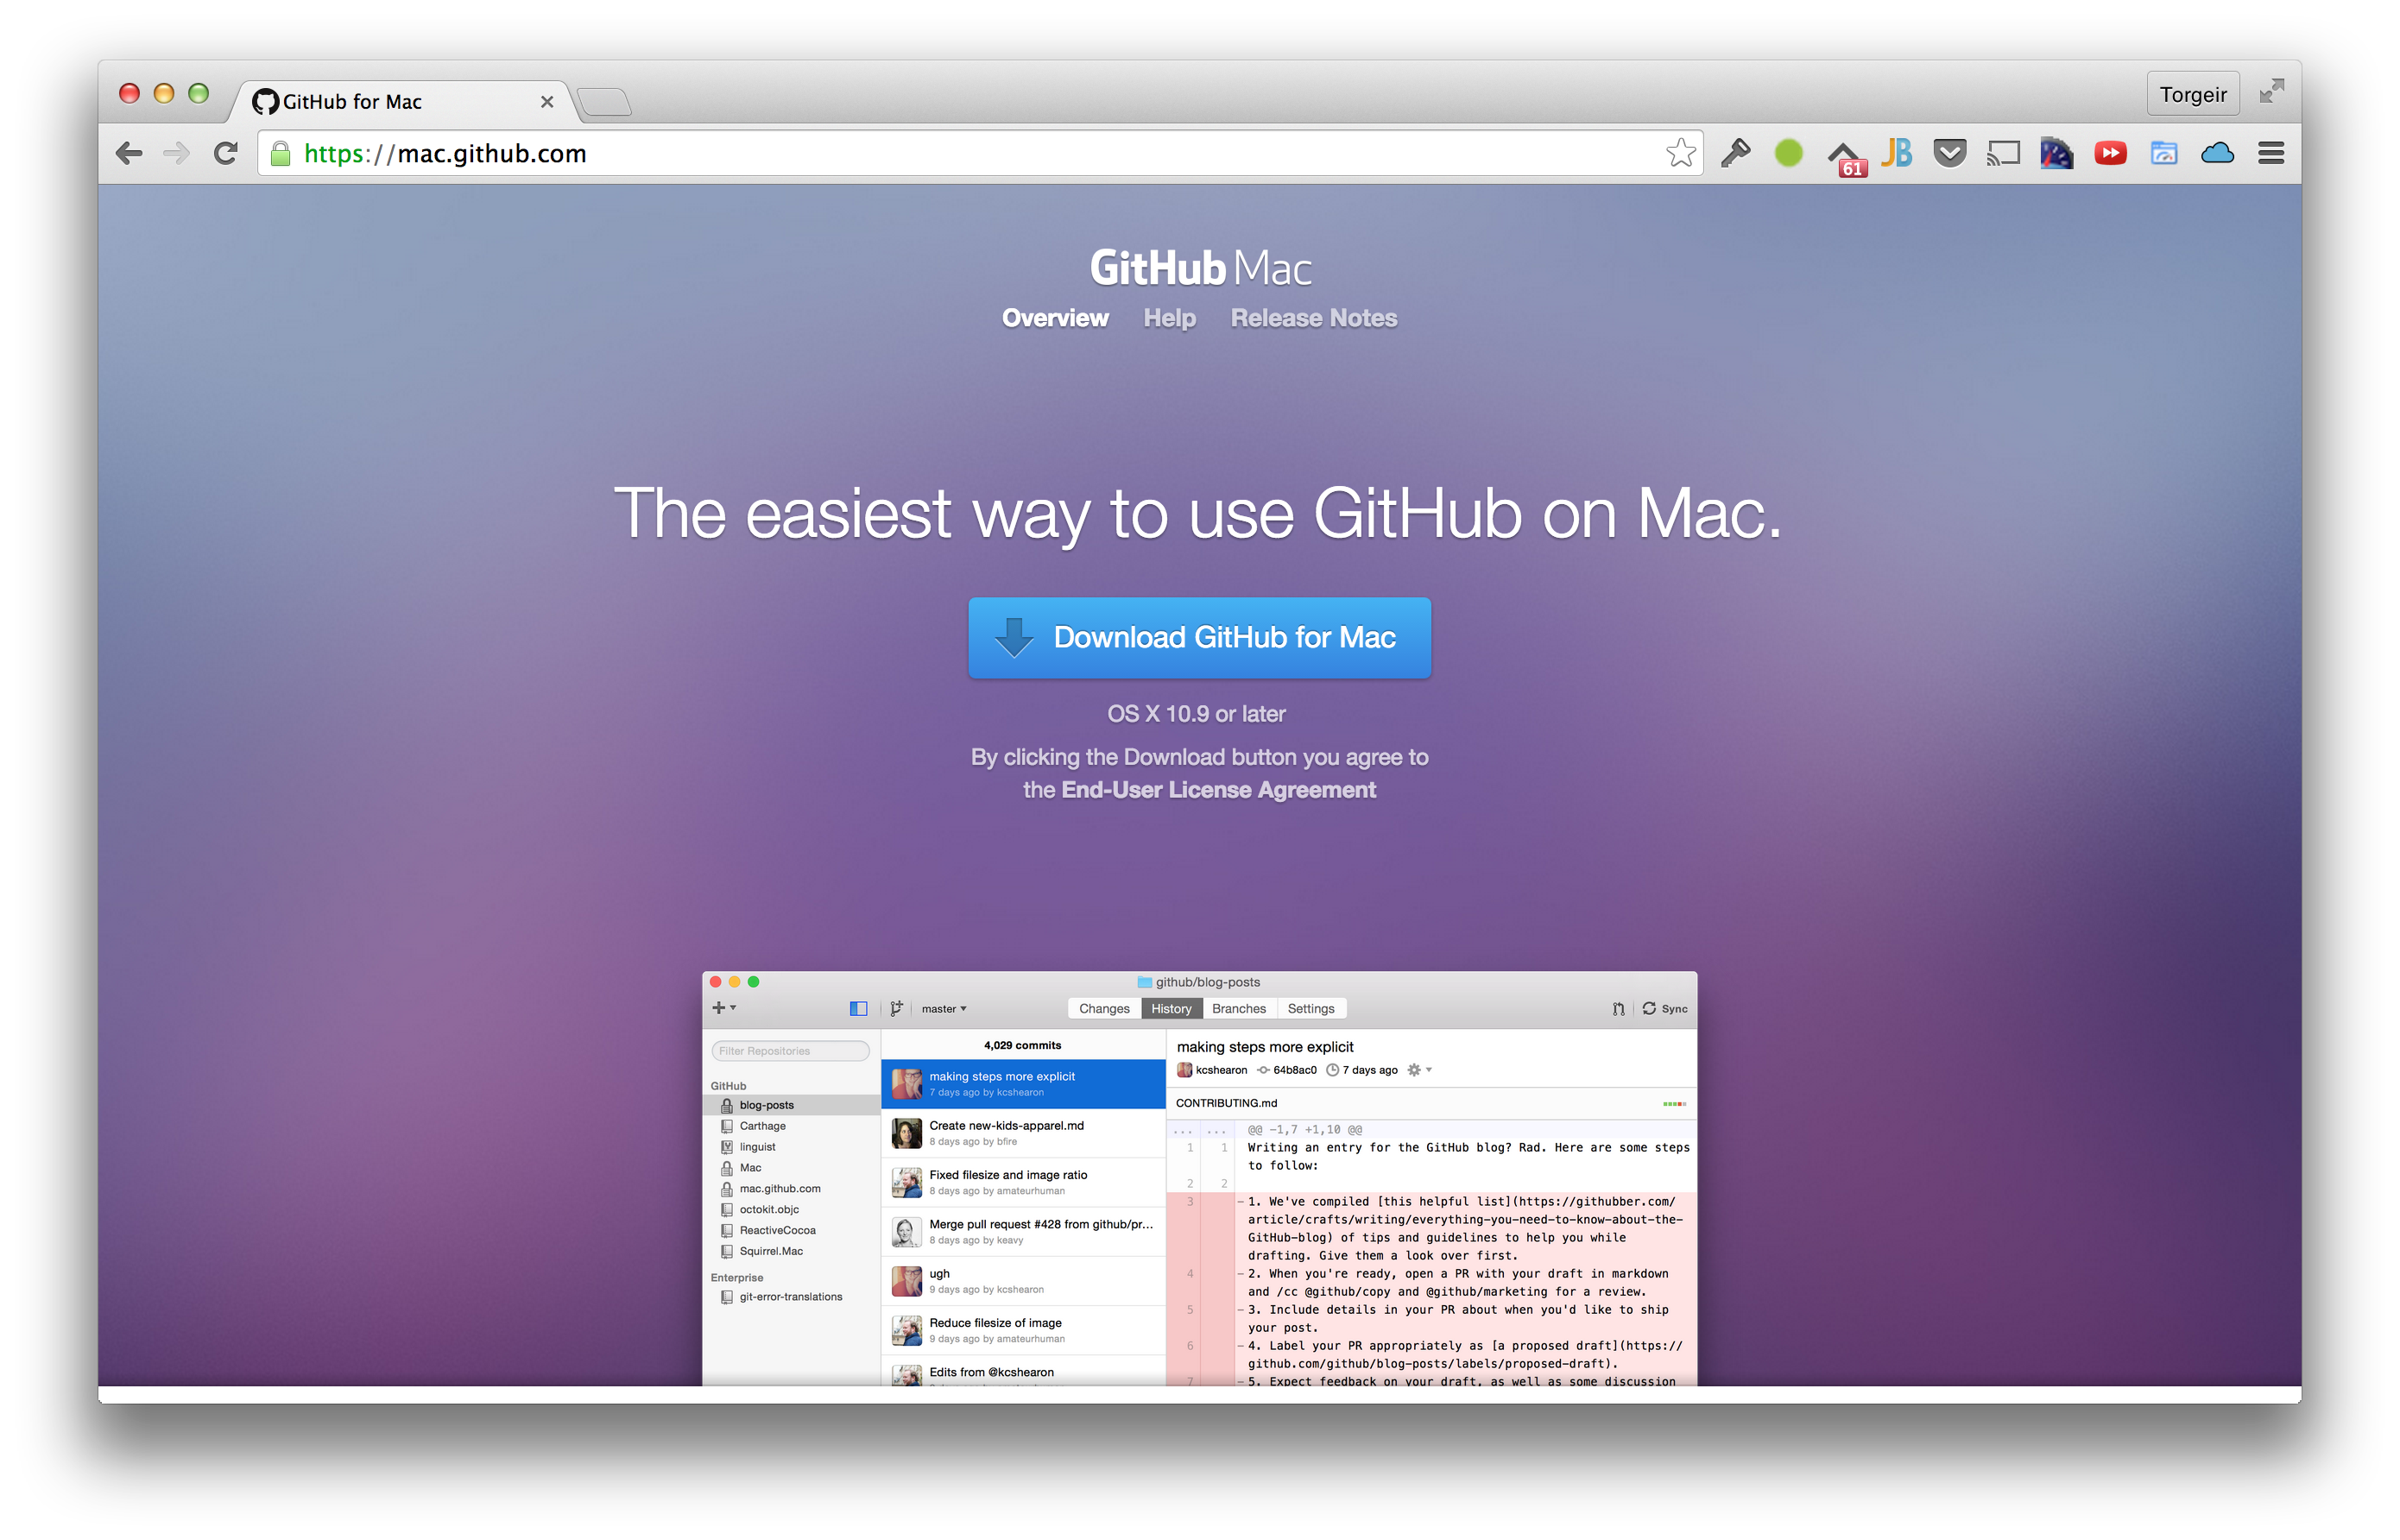 GitHub for Mac
Torgeir
https://mac.github.com
61
JB
GitHub Mac
Overview Help Release Notes
The easiest way to use GitHub on Mac.
Download GitHub for Mac
OS X 10.9 or later
By clicking the Download button you agree to
the End-User License Agreement
github/blog-posts
master
Changes History Branches Settings
Sync
Filter Repositories
GitHub
blog-posts
Carthage
linguist
Mac
mac.github.com
octokit.objc
ReactiveCocoa
Squirrel.Mac
Enterprise
git-error-translations
4,029 commits
making steps more explicit
7 days ago by kcshearon
Create new-kids-apparel.md
8 days ago by bfire
Fixed filesize and image ratio
8 days ago by amateurhuman
Merge pull request #428 from github/pr...
8 days ago by keavy
ugh
9 days ago by kcshearon
Reduce filesize of image
9 days ago by amateurhuman
Edits from @kcshearon
making steps more explicit
kcshearon 64b8ac0 7 days ago
CONTRIBUTING.md
... ... @@ -1,7 +1,10 @@
1 1 Writing an entry for the GitHub blog? Rad. Here are some steps
to follow:
2 2
3 -1. We've compiled [this helpful list](https://githubber.com/
article/crafts/writing/everything-you-need-to-know-about-the-
GitHub-blog) of tips and guidelines to help you while
drafting. Give them a look over first.
4 -2. When you're ready, open a PR with your draft in markdown
and /cc @github/copy and @github/marketing for a review.
5 -3. Include details in your PR about when you'd like to ship
your post.
6 -4. Label your PR appropriately as [a proposed draft](https://
github.com/github/blog-posts/labels/proposed-draft).
7 -5. Expect feedback on your draft, as well as some discussion